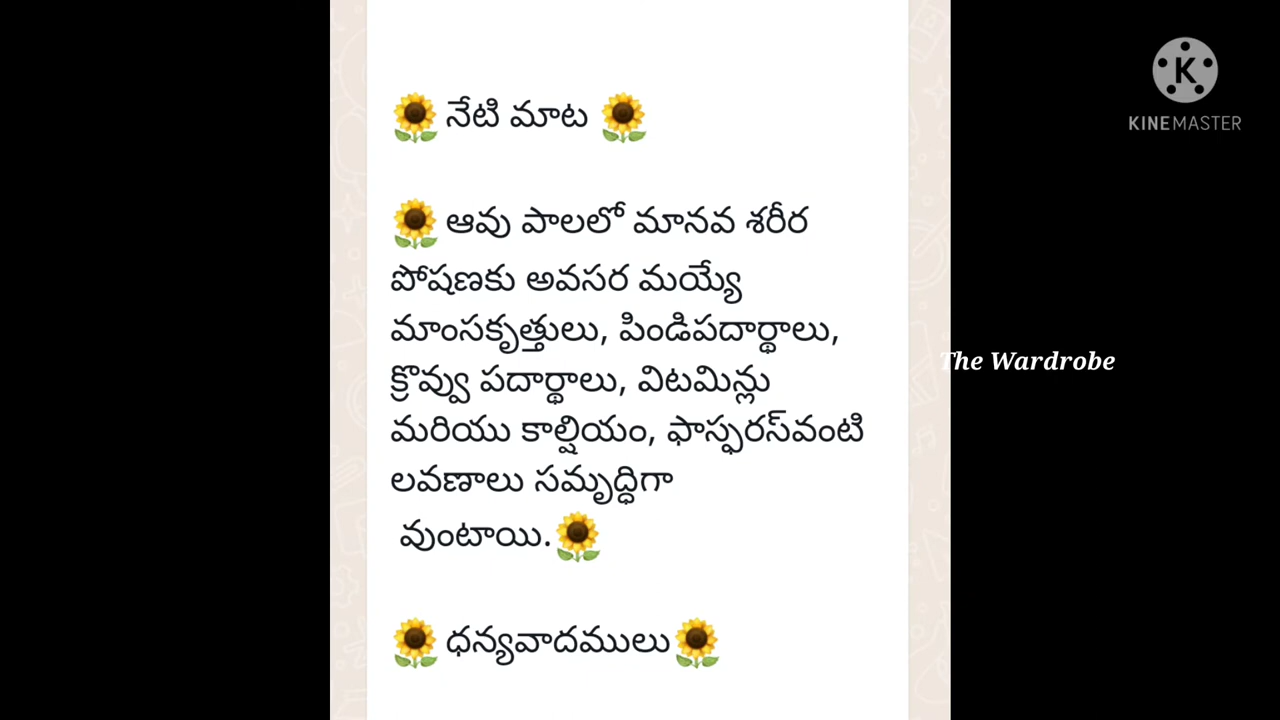 🌻నేటి మాట 🌻
🌻ఆవు పాలలో మానవ శరీర
పోషణకు అవసర మయ్యే
మాంసకృత్తులు, పిండిపదార్థాలు,
క్రొవ్వు పదార్థాలు, విటమిన్లు
మరియు కాల్షియం, ఫాస్ఫరస్‌వంటి
లవణాలు సమృద్ధిగా
వుంటాయి.🌻
🌻ధన్యవాదములు🌻
The Wardrobe
K
KINEMASTER